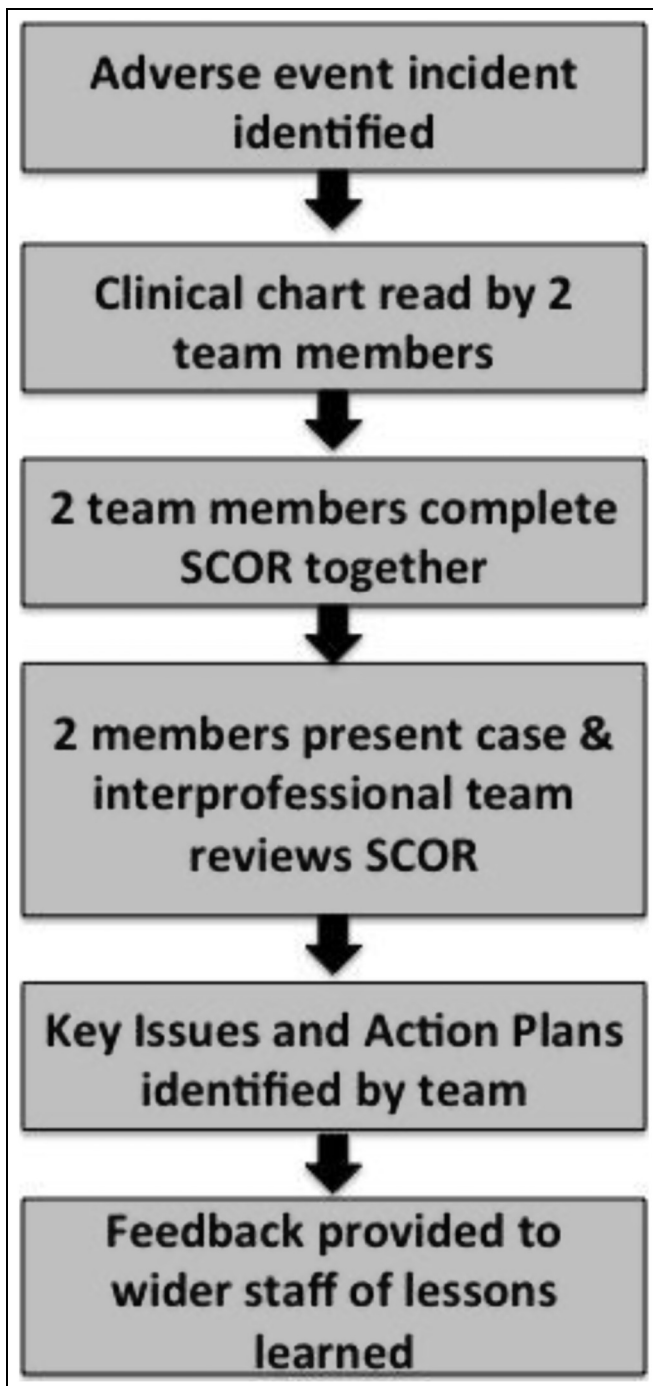 Adverse event incident
identified
Clinical chart read by 2
team members
2 team members complete
SCOR together
2 members present case &
interprofessional team
reviews SCOR
Key Issues and Action Plans
identified by team
Feedback provided to
wider staff of lessons
learned